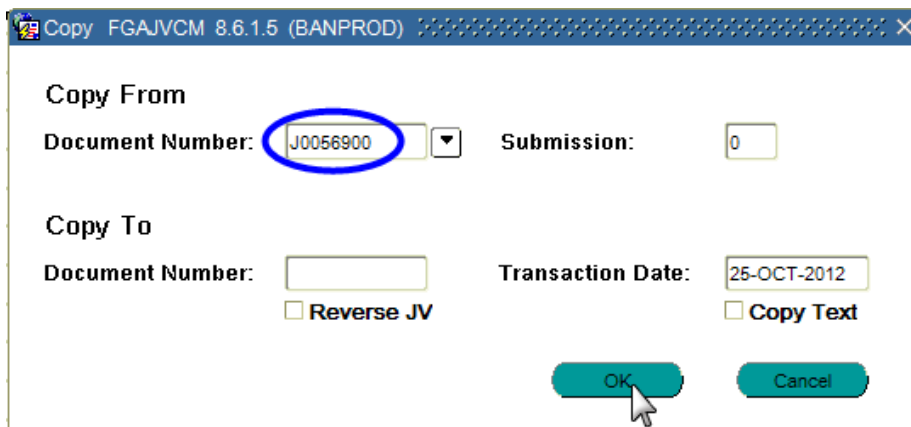 Copy FGAJVCM 8.6.1.5 (BANPROD)
Copy From
Document Number: J0056900 Submission: 0
Copy To
Document Number: Transaction Date: 25-OCT-2012
Reverse JV Copy Text
OK Cancel